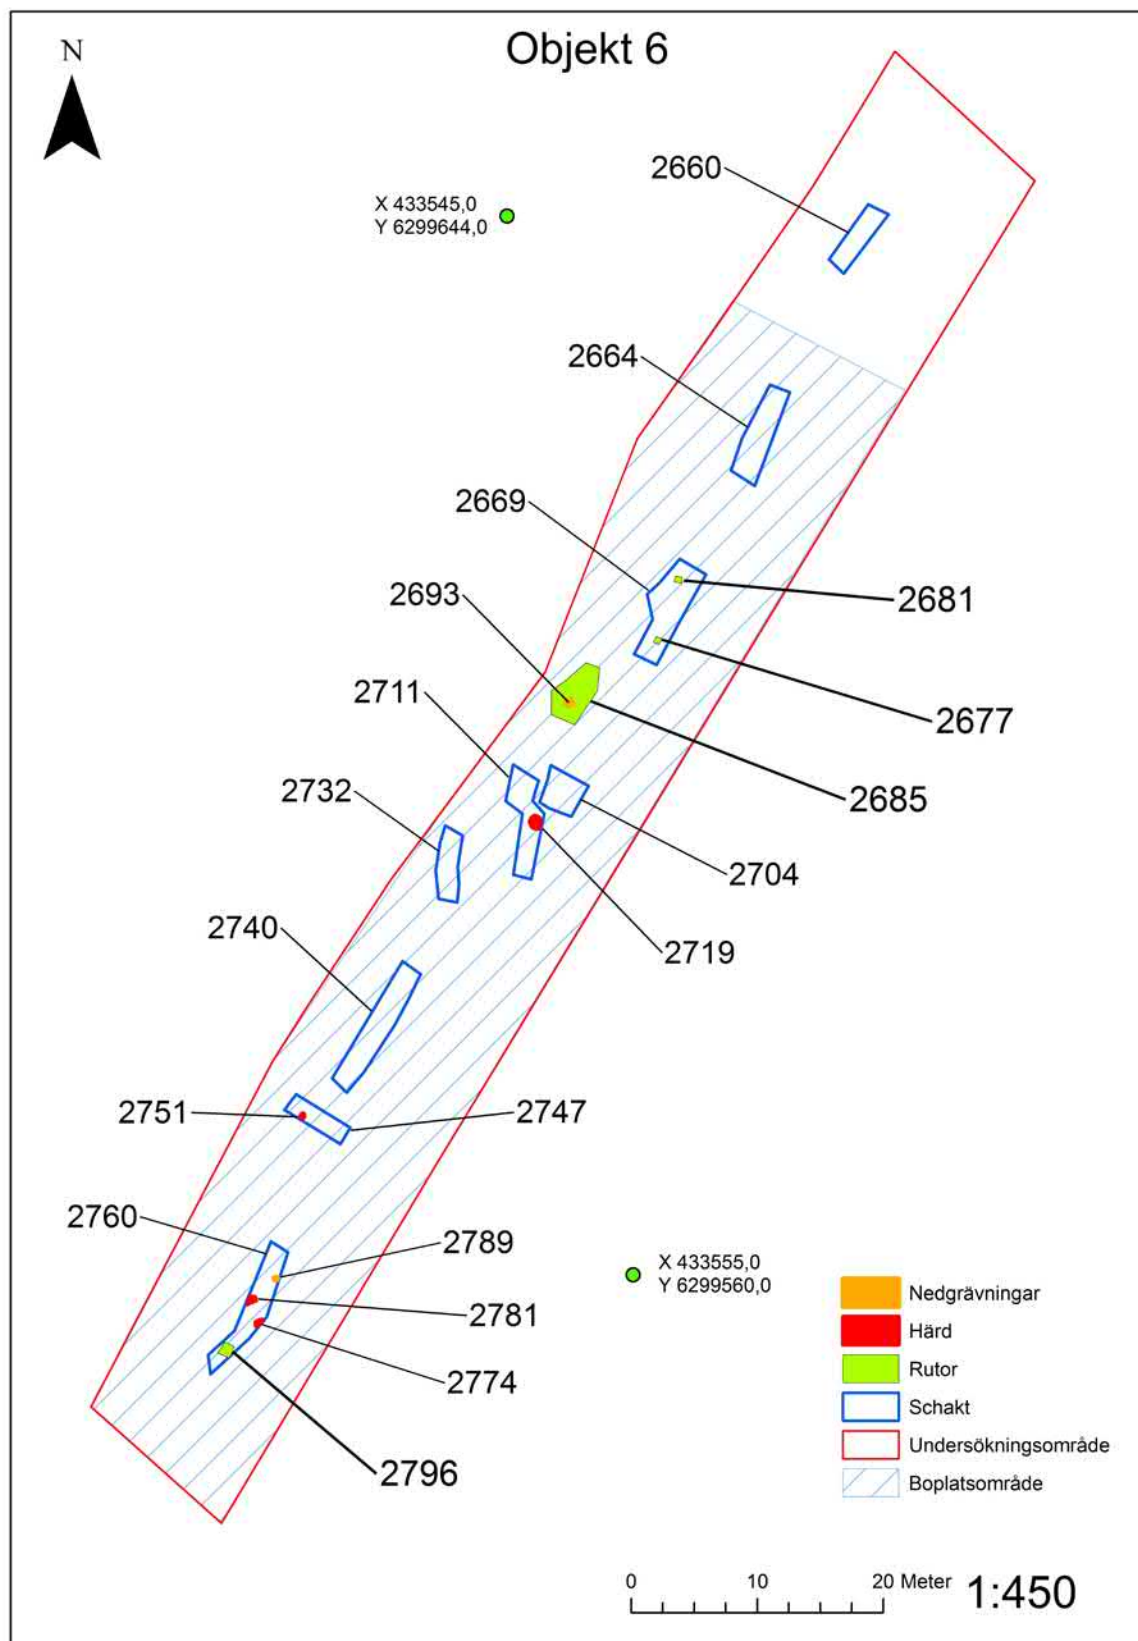 Objekt 6
N
2660
X 433545,0
Y 6299644,0
2664
2669
2693
2681
2711
2677
2732
2685
2704
2740
2719
2751
2747
2760
2789
X 433555,0
Y 6299560,0
2781
2774
2796
Nedgrävningar
Härd
Rutor
Schakt
Undersökningsområde
Boplatsområde
0 10 20 Meter
1:450